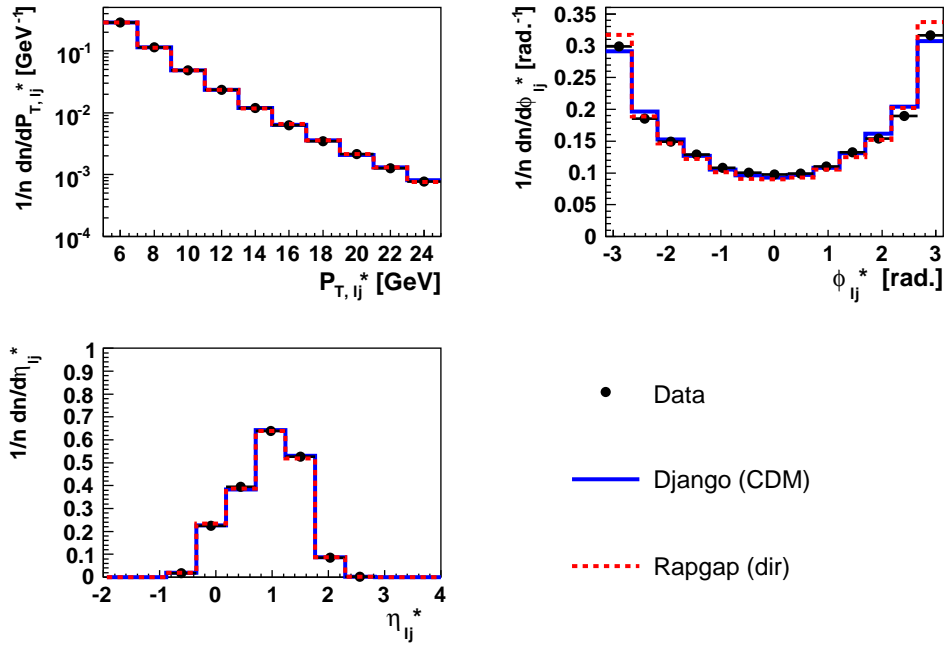 1/n dn/dP_T, lj* [GeV^-1]
10^-1
10^-2
10^-3
10^-4
6 8 10 12 14 16 18 20 22 24
P_T, lj* [GeV]
1/n dn/dϕ_lj* [rad.^-1]
0.35
0.3
0.25
0.2
0.15
0.1
0.05
0
-3 -2 -1 0 1 2 3
ϕ_lj* [rad.]
1/n dn/dη_lj*
1
0.9
0.8
0.7
0.6
0.5
0.4
0.3
0.2
0.1
0
-2 -1 0 1 2 3 4
η_lj*
Data
Django (CDM)
Rapgap (dir)